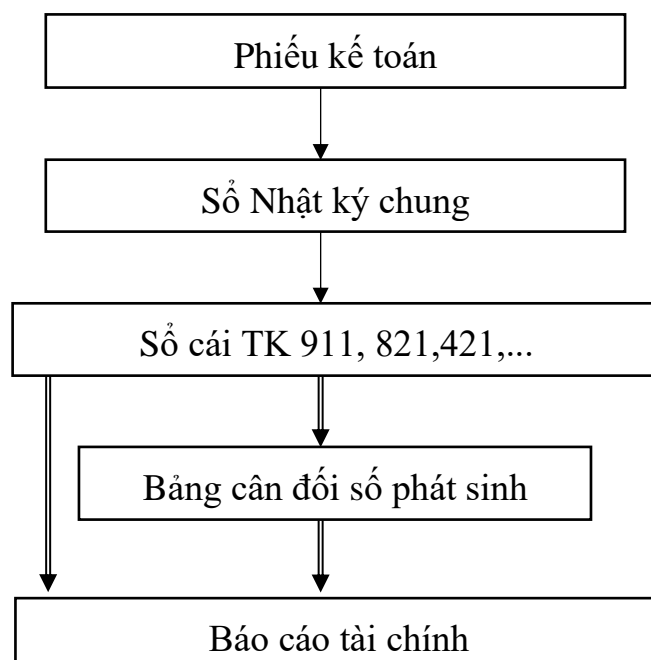 Phiếu kế toán
Sổ Nhật ký chung
Sổ cái TK 911, 821,421,...
Bảng cân đối số phát sinh
Báo cáo tài chính